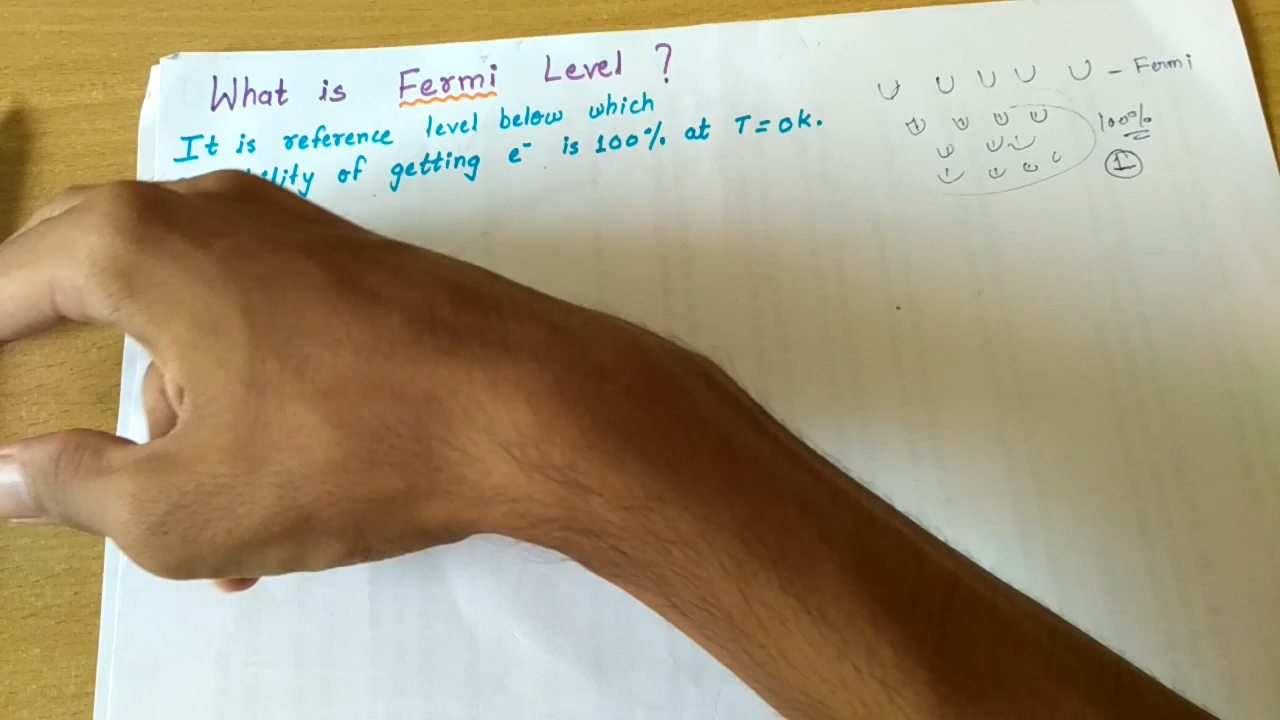 What is Fermi Level ?
It is reference level below which
of getting e⁻ is 100% at T=0K.
– Fermi
100%
1